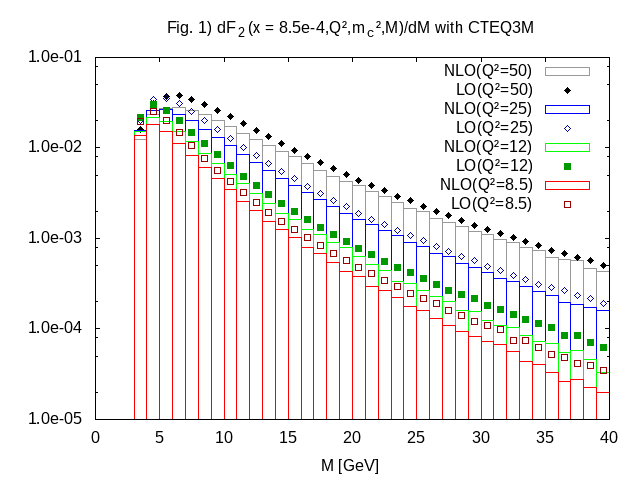 Fig. 1) dF₂(x = 8.5e-4,Q²,m_c²,M)/dM with CTEQ3M
1.0e-01
1.0e-02
1.0e-03
1.0e-04
1.0e-05
NLO(Q²=50)
LO(Q²=50)
NLO(Q²=25)
LO(Q²=25)
NLO(Q²=12)
LO(Q²=12)
NLO(Q²=8.5)
LO(Q²=8.5)
0 5 10 15 20 25 30 35 40
M [GeV]